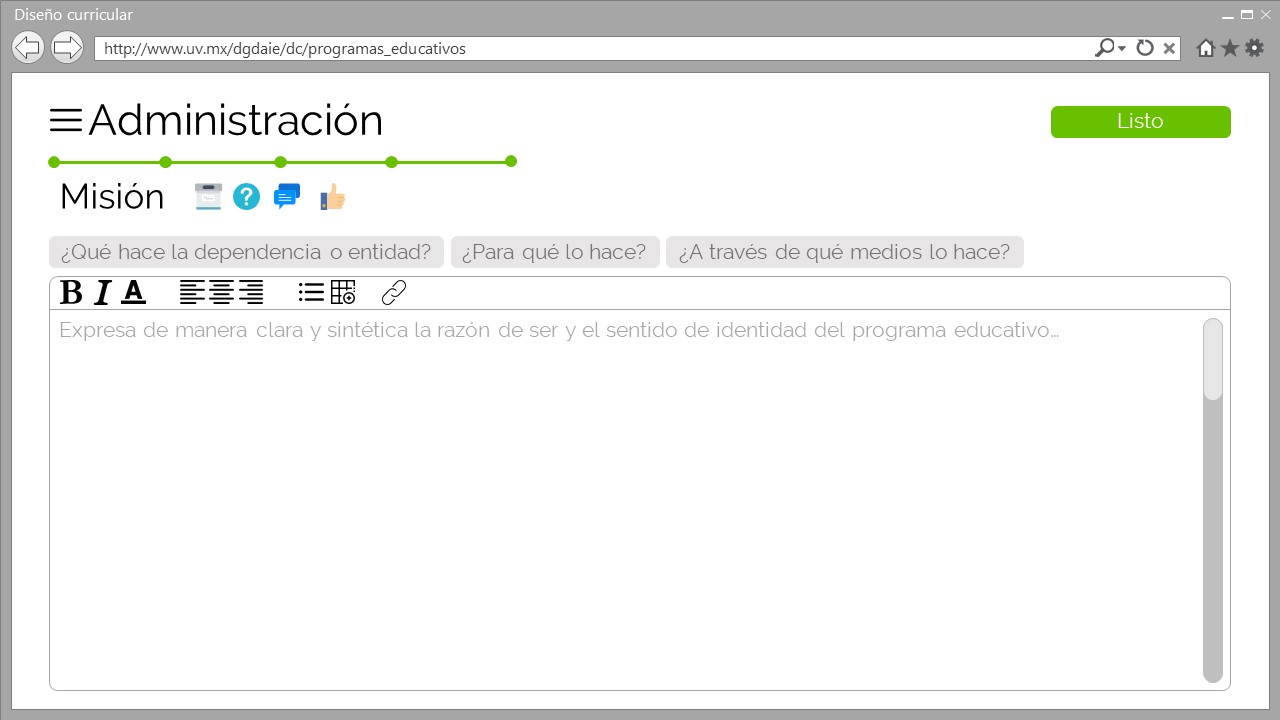 Diseño curricular
http://www.uv.mx/dgdaie/dc/programas_educativos
Administración
Listo
Misión
¿Qué hace la dependencia o entidad? ¿Para qué lo hace? ¿A través de qué medios lo hace?
B I A
Expresa de manera clara y sintética la razón de ser y el sentido de identidad del programa educativo…